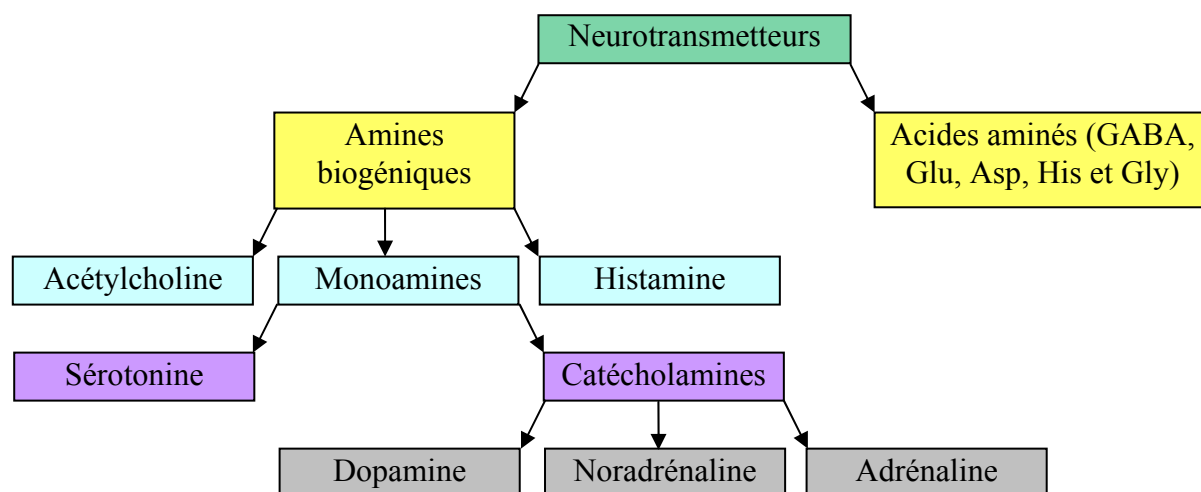 Neurotransmetteurs
Amines
biogéniques
Acides aminés (GABA,
Glu, Asp, His et Gly)
Acétylcholine
Monoamines
Histamine
Sérotonine
Catécholamines
Dopamine
Noradrénaline
Adrénaline